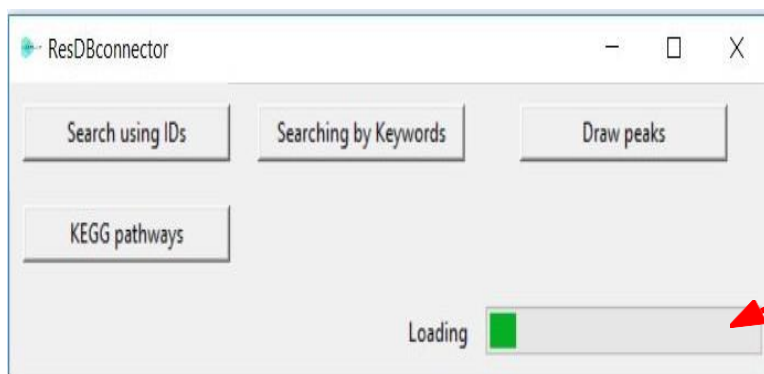 ResDBconnector
Search using IDs Searching by Keywords Draw peaks
KEGG pathways
Loading